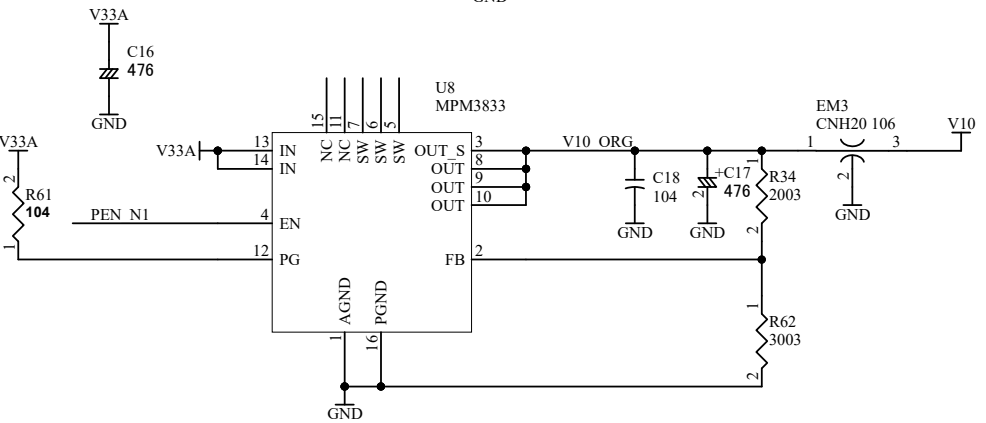 GND
V33A
C16
476
GND
V33A
R61
104
2
1
U8
MPM3833
15
11
7
6
5
NC
NC
SW
SW
SW
V33A
13
IN
14
IN
PEN_N1
4
EN
12
PG
OUT_S
3
OUT
8
OUT
9
OUT
10
FB
2
AGND
PGND
1
16
GND
V10_ORG
C18
104
GND
+C17
2
476
GND
1
R34
2003
2
EM3
CNH20 106
1
3
2
GND
V10
1
R62
3003
2